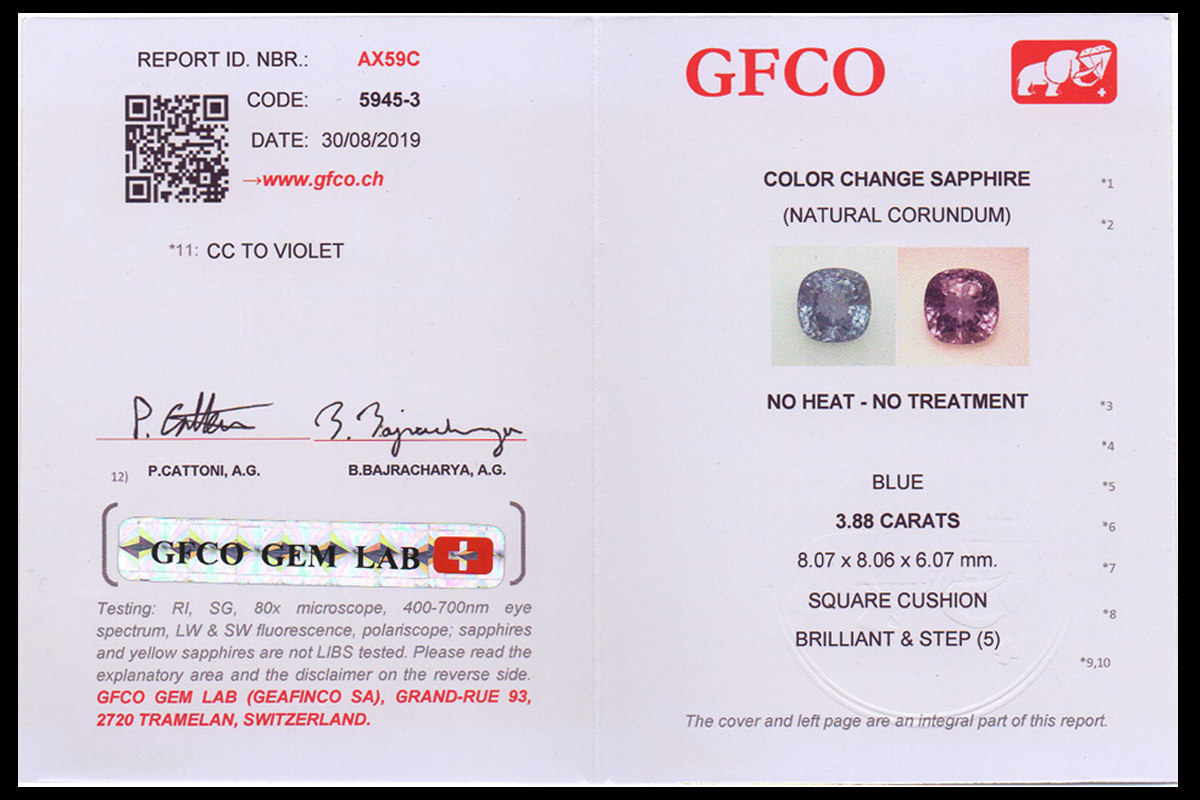 REPORT ID. NBR.: AX59C
CODE: 5945-3
DATE: 30/08/2019
→www.gfco.ch
*11: CC TO VIOLET
P. Cattoni
B. Bajracharya
12) P.CATTONI, A.G. B.BAJRACHARYA, A.G.
GFCO GEM LAB
Testing: RI, SG, 80x microscope, 400-700nm eye
spectrum, LW & SW fluorescence, polariscope; sapphires
and yellow sapphires are not LIBS tested. Please read the
explanatory area and the disclaimer on the reverse side.
GFCO GEM LAB (GEAFINCO SA), GRAND-RUE 93,
2720 TRAMELAN, SWITZERLAND.
GFCO
COLOR CHANGE SAPPHIRE *1
(NATURAL CORUNDUM) *2
NO HEAT - NO TREATMENT *3
*4
BLUE *5
3.88 CARATS *6
8.07 x 8.06 x 6.07 mm. *7
SQUARE CUSHION *8
BRILLIANT & STEP (5)
*9,10
The cover and left page are an integral part of this report.